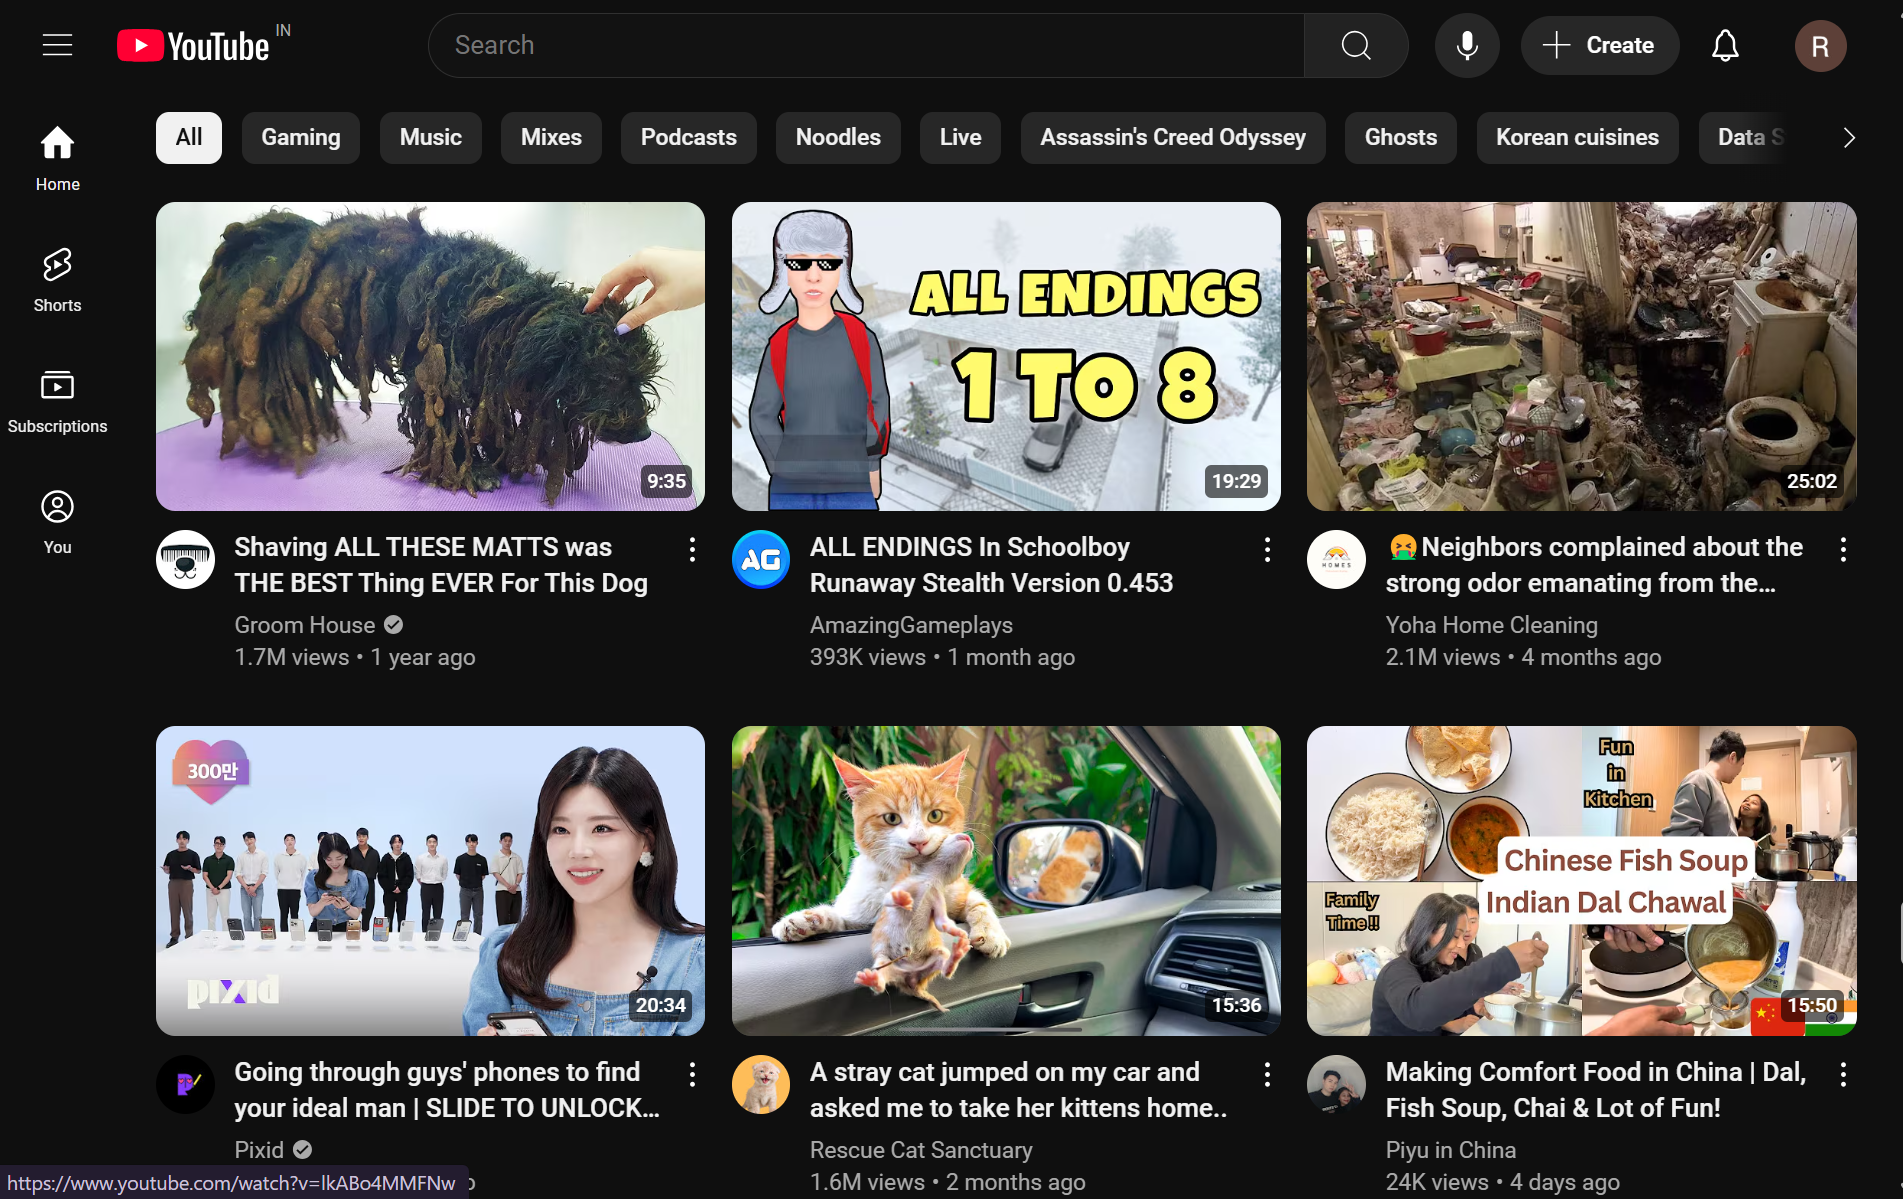 YouTube IN
Search
Create
R
All
Gaming
Music
Mixes
Podcasts
Noodles
Live
Assassin's Creed Odyssey
Ghosts
Korean cuisines
Data S
Home
Shorts
Subscriptions
You
9:35
Shaving ALL THESE MATTS was
THE BEST Thing EVER For This Dog
Groom House
1.7M views • 1 year ago
ALL ENDINGS
1 TO 8
19:29
AG
ALL ENDINGS In Schoolboy
Runaway Stealth Version 0.453
AmazingGameplays
393K views • 1 month ago
25:02
HOMES
🤮Neighbors complained about the
strong odor emanating from the...
Yoha Home Cleaning
2.1M views • 4 months ago
300만
pixid
20:34
Going through guys' phones to find
your ideal man | SLIDE TO UNLOCK...
Pixid
15:36
A stray cat jumped on my car and
asked me to take her kittens home..
Rescue Cat Sanctuary
1.6M views • 2 months ago
Fun
in
Kitchen
Chinese Fish Soup
Indian Dal Chawal
Family
Time !!
15:50
Making Comfort Food in China | Dal,
Fish Soup, Chai & Lot of Fun!
Piyu in China
24K views • 4 days ago
https://www.youtube.com/watch?v=lkABo4MMFNw